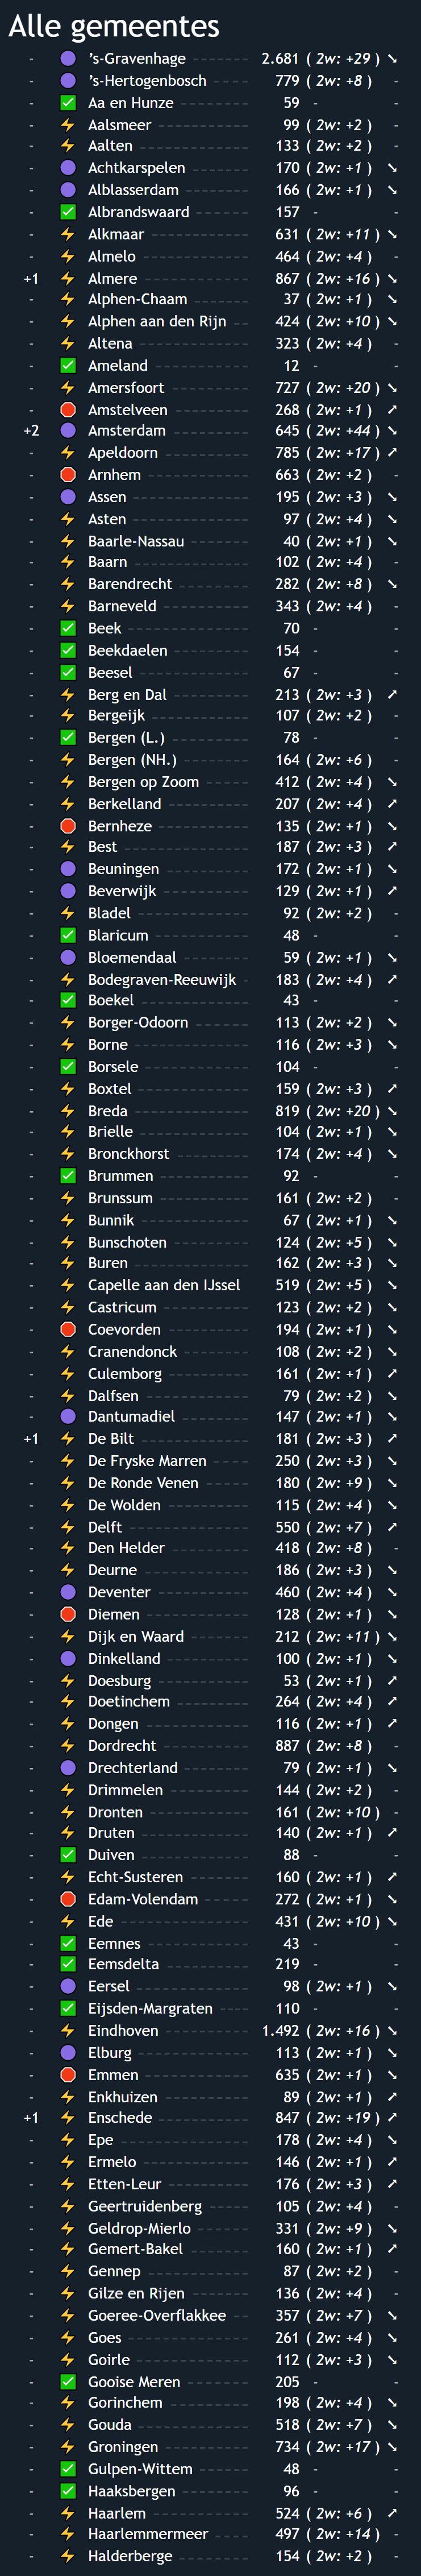 Alle gemeentes
- 's-Gravenhage 2.681 ( 2w: +29 ) ↘
- 's-Hertogenbosch 779 ( 2w: +8 ) -
- Aa en Hunze 59 - -
- Aalsmeer 99 ( 2w: +2 ) -
- Aalten 133 ( 2w: +2 ) -
- Achtkarspelen 170 ( 2w: +1 ) ↘
- Alblasserdam 166 ( 2w: +1 ) ↘
- Albrandswaard 157 - -
- Alkmaar 631 ( 2w: +11 ) ↘
- Almelo 464 ( 2w: +4 ) -
+1 Almere 867 ( 2w: +16 ) ↘
- Alphen-Chaam 37 ( 2w: +1 ) ↘
- Alphen aan den Rijn 424 ( 2w: +10 ) ↘
- Altena 323 ( 2w: +4 ) -
- Ameland 12 - -
- Amersfoort 727 ( 2w: +20 ) ↘
- Amstelveen 268 ( 2w: +1 ) ↗
+2 Amsterdam 645 ( 2w: +44 ) ↘
- Apeldoorn 785 ( 2w: +17 ) ↗
- Arnhem 663 ( 2w: +2 ) -
- Assen 195 ( 2w: +3 ) ↘
- Asten 97 ( 2w: +4 ) ↘
- Baarle-Nassau 40 ( 2w: +1 ) ↘
- Baarn 102 ( 2w: +4 ) -
- Barendrecht 282 ( 2w: +8 ) ↘
- Barneveld 343 ( 2w: +4 ) -
- Beek 70 - -
- Beekdaelen 154 - -
- Beesel 67 - -
- Berg en Dal 213 ( 2w: +3 ) ↗
- Bergeijk 107 ( 2w: +2 ) -
- Bergen (L.) 78 - -
- Bergen (NH.) 164 ( 2w: +6 ) -
- Bergen op Zoom 412 ( 2w: +4 ) ↘
- Berkelland 207 ( 2w: +4 ) ↗
- Bernheze 135 ( 2w: +1 ) ↘
- Best 187 ( 2w: +3 ) ↗
- Beuningen 172 ( 2w: +1 ) ↘
- Beverwijk 129 ( 2w: +1 ) ↗
- Bladel 92 ( 2w: +2 ) -
- Blaricum 48 - -
- Bloemendaal 59 ( 2w: +1 ) ↘
- Bodegraven-Reeuwijk 183 ( 2w: +4 ) ↗
- Boekel 43 - -
- Borger-Odoorn 113 ( 2w: +2 ) ↘
- Borne 116 ( 2w: +3 ) ↘
- Borsele 104 - -
- Boxtel 159 ( 2w: +3 ) ↗
- Breda 819 ( 2w: +20 ) ↘
- Brielle 104 ( 2w: +1 ) ↘
- Bronckhorst 174 ( 2w: +4 ) ↘
- Brummen 92 - -
- Brunssum 161 ( 2w: +2 ) -
- Bunnik 67 ( 2w: +1 ) ↘
- Bunschoten 124 ( 2w: +5 ) ↘
- Buren 162 ( 2w: +3 ) ↘
- Capelle aan den IJssel 519 ( 2w: +5 ) ↘
- Castricum 123 ( 2w: +2 ) ↘
- Coevorden 194 ( 2w: +1 ) ↘
- Cranendonck 108 ( 2w: +2 ) ↘
- Culemborg 161 ( 2w: +1 ) ↗
- Dalfsen 79 ( 2w: +2 ) ↘
- Dantumadiel 147 ( 2w: +1 ) ↘
+1 De Bilt 181 ( 2w: +3 ) ↗
- De Fryske Marren 250 ( 2w: +3 ) ↘
- De Ronde Venen 180 ( 2w: +9 ) ↘
- De Wolden 115 ( 2w: +4 ) ↘
- Delft 550 ( 2w: +7 ) ↗
- Den Helder 418 ( 2w: +8 ) -
- Deurne 186 ( 2w: +3 ) ↘
- Deventer 460 ( 2w: +4 ) ↘
- Diemen 128 ( 2w: +1 ) ↘
- Dijk en Waard 212 ( 2w: +11 ) ↘
- Dinkelland 100 ( 2w: +1 ) ↘
- Doesburg 53 ( 2w: +1 ) ↗
- Doetinchem 264 ( 2w: +4 ) ↗
- Dongen 116 ( 2w: +1 ) ↗
- Dordrecht 887 ( 2w: +8 ) -
- Drechterland 79 ( 2w: +1 ) ↘
- Drimmelen 144 ( 2w: +2 ) -
- Dronten 161 ( 2w: +10 ) -
- Druten 140 ( 2w: +1 ) ↗
- Duiven 88 - -
- Echt-Susteren 160 ( 2w: +1 ) ↗
- Edam-Volendam 272 ( 2w: +1 ) ↘
- Ede 431 ( 2w: +10 ) ↘
- Eemnes 43 - -
- Eemsdelta 219 - -
- Eersel 98 ( 2w: +1 ) ↘
- Eijsden-Margraten 110 - -
- Eindhoven 1.492 ( 2w: +16 ) ↘
- Elburg 113 ( 2w: +1 ) ↘
- Emmen 635 ( 2w: +1 ) ↘
- Enkhuizen 89 ( 2w: +1 ) ↗
+1 Enschede 847 ( 2w: +19 ) ↗
- Epe 178 ( 2w: +4 ) ↘
- Ermelo 146 ( 2w: +1 ) ↗
- Etten-Leur 176 ( 2w: +3 ) ↗
- Geertruidenberg 105 ( 2w: +4 ) -
- Geldrop-Mierlo 331 ( 2w: +9 ) ↘
- Gemert-Bakel 160 ( 2w: +1 ) ↗
- Gennep 87 ( 2w: +2 ) -
- Gilze en Rijen 136 ( 2w: +4 ) -
- Goeree-Overflakkee 357 ( 2w: +7 ) ↘
- Goes 261 ( 2w: +4 ) ↘
- Goirle 112 ( 2w: +3 ) ↘
- Gooise Meren 205 - -
- Gorinchem 198 ( 2w: +4 ) ↘
- Gouda 518 ( 2w: +7 ) ↘
- Groningen 734 ( 2w: +17 ) ↘
- Gulpen-Wittem 48 - -
- Haaksbergen 96 - -
- Haarlem 524 ( 2w: +6 ) ↗
- Haarlemmermeer 497 ( 2w: +14 ) -
- Halderberge 154 ( 2w: +2 ) -